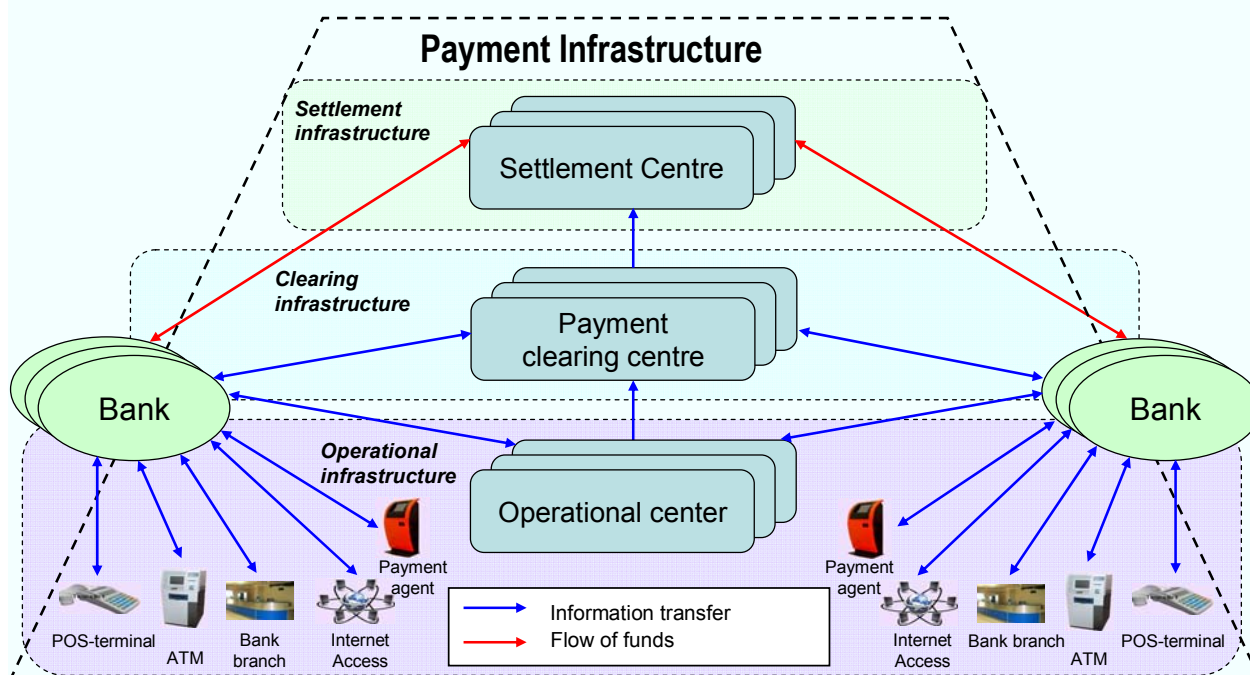 Payment Infrastructure
Settlement
infrastructure
Settlement Centre
Clearing
infrastructure
Payment
clearing centre
Bank
Bank
Operational
infrastructure
Operational center
Payment
agent
Payment
agent
POS-terminal
ATM
Bank
branch
Internet
Access
Information transfer
Flow of funds
Internet
Access
Bank branch
ATM
POS-terminal